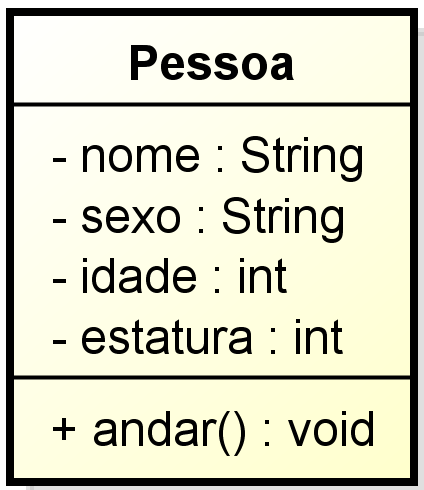 Pessoa
- nome : String
- sexo : String
- idade : int
- estatura : int
+ andar() : void